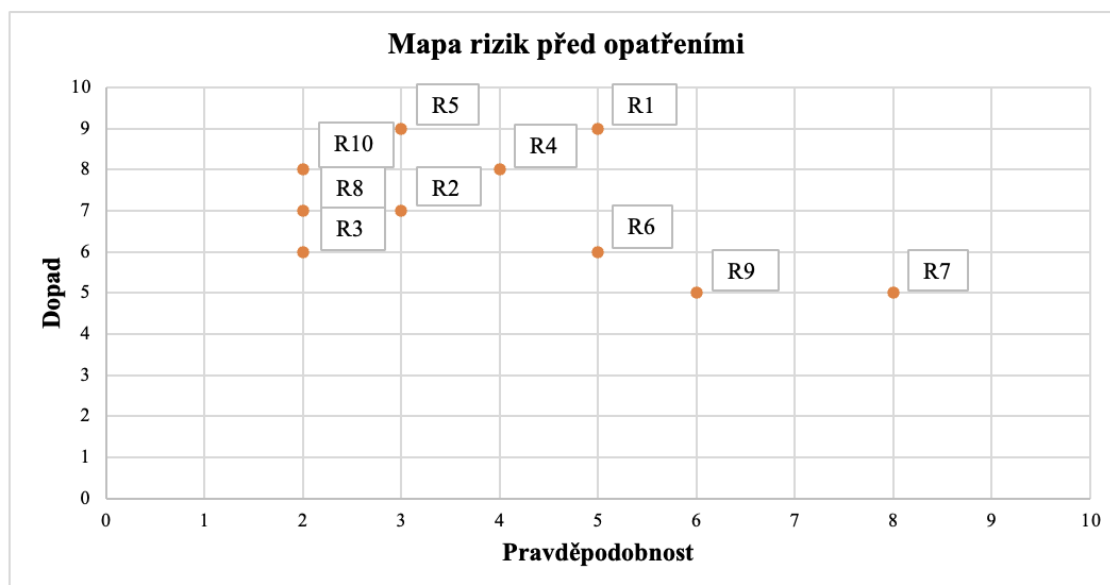 Mapa rizik před opatřeními
10
9
8
7
6
5
4
3
2
1
0
R5
R1
R10
R4
R8
R2
R3
R6
R9
R7
Dopad
0 1 2 3 4 5 6 7 8 9 10
Pravděpodobnost